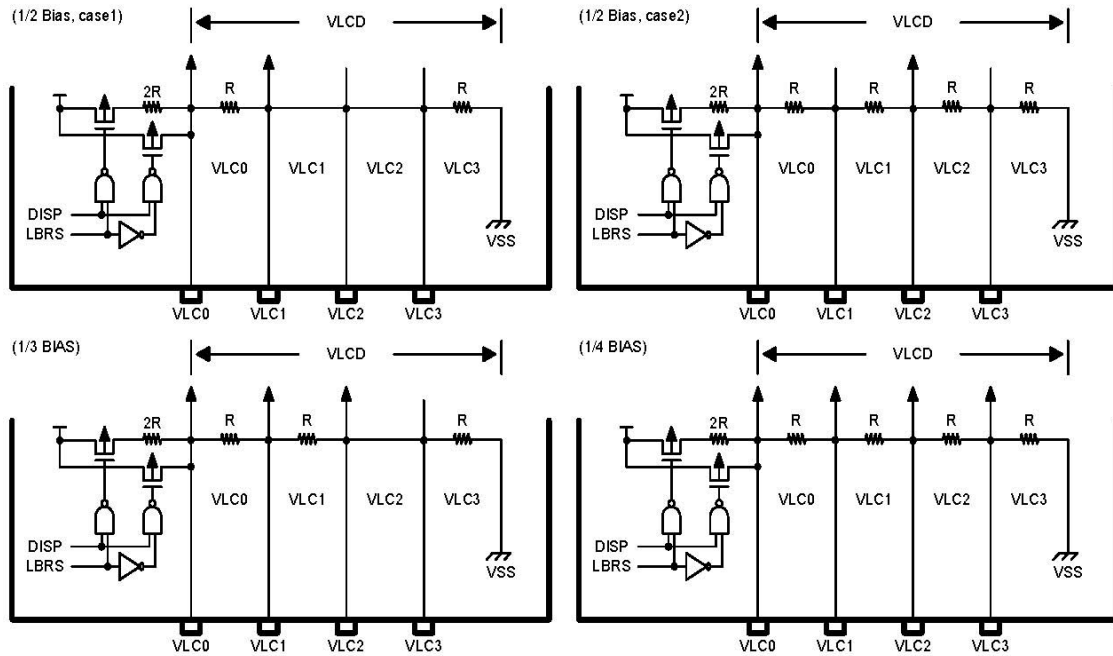 (1/2 Bias, case1)
VLCD
2R R R
VLC0 VLC1 VLC2 VLC3
DISP
LBRS
VSS
VLC0 VLC1 VLC2 VLC3
(1/2 Bias, case2)
VLCD
2R R R R R
VLC0 VLC1 VLC2 VLC3
DISP
LBRS
VSS
VLC0 VLC1 VLC2 VLC3
(1/3 BIAS)
VLCD
2R R R R
VLC0 VLC1 VLC2 VLC3
DISP
LBRS
VSS
VLC0 VLC1 VLC2 VLC3
(1/4 BIAS)
VLCD
2R R R R R
VLC0 VLC1 VLC2 VLC3
DISP
LBRS
VSS
VLC0 VLC1 VLC2 VLC3